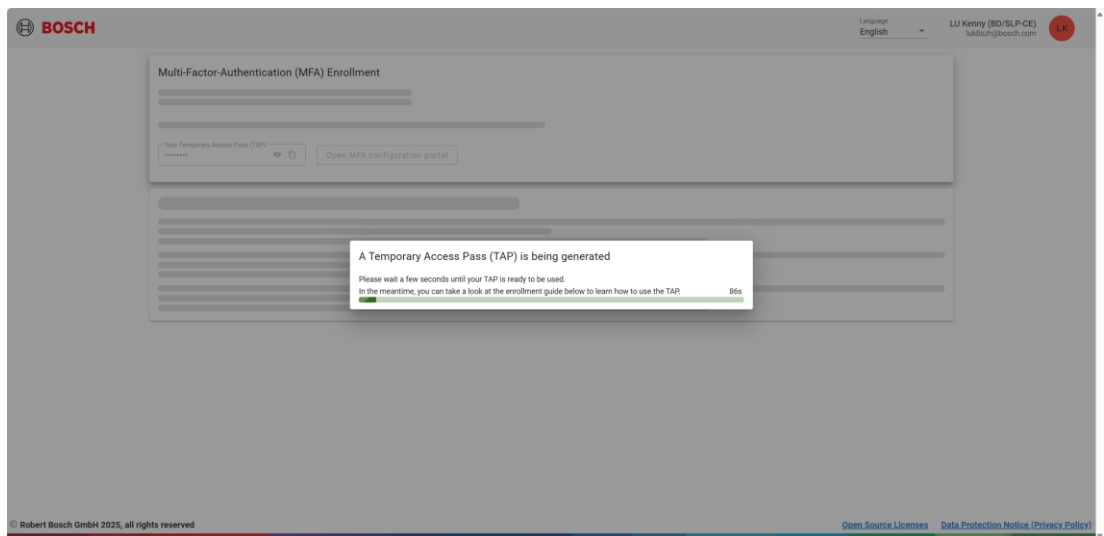 BOSCH
Language
English
LU Kenny (BD/SLP-CE)
luk8szh@bosch.com
LK
Multi-Factor-Authentication (MFA) Enrollment
Your Temporary Access Pass (TAP)
••••••••
Open MFA configuration portal
A Temporary Access Pass (TAP) is being generated
Please wait a few seconds until your TAP is ready to be used.
In the meantime, you can take a look at the enrollment guide below to learn how to use the TAP. 86s
© Robert Bosch GmbH 2025, all rights reserved
Open Source Licenses Data Protection Notice (Privacy Policy)